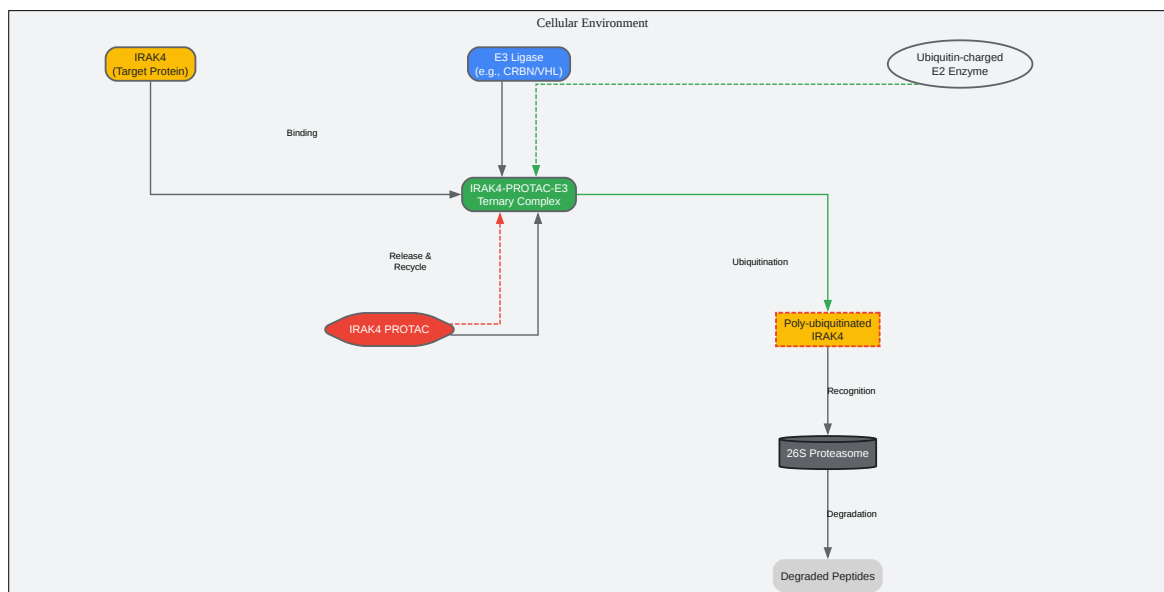 Cellular Environment
IRAK4
(Target Protein)
E3 Ligase
(e.g., CRBN/VHL)
Ubiquitin-charged
E2 Enzyme
Binding
IRAK4-PROTAC-E3
Ternary Complex
Release &
Recycle
Ubiquitination
IRAK4 PROTAC
Poly-ubiquitinated
IRAK4
Recognition
26S Proteasome
Degradation
Degraded Peptides